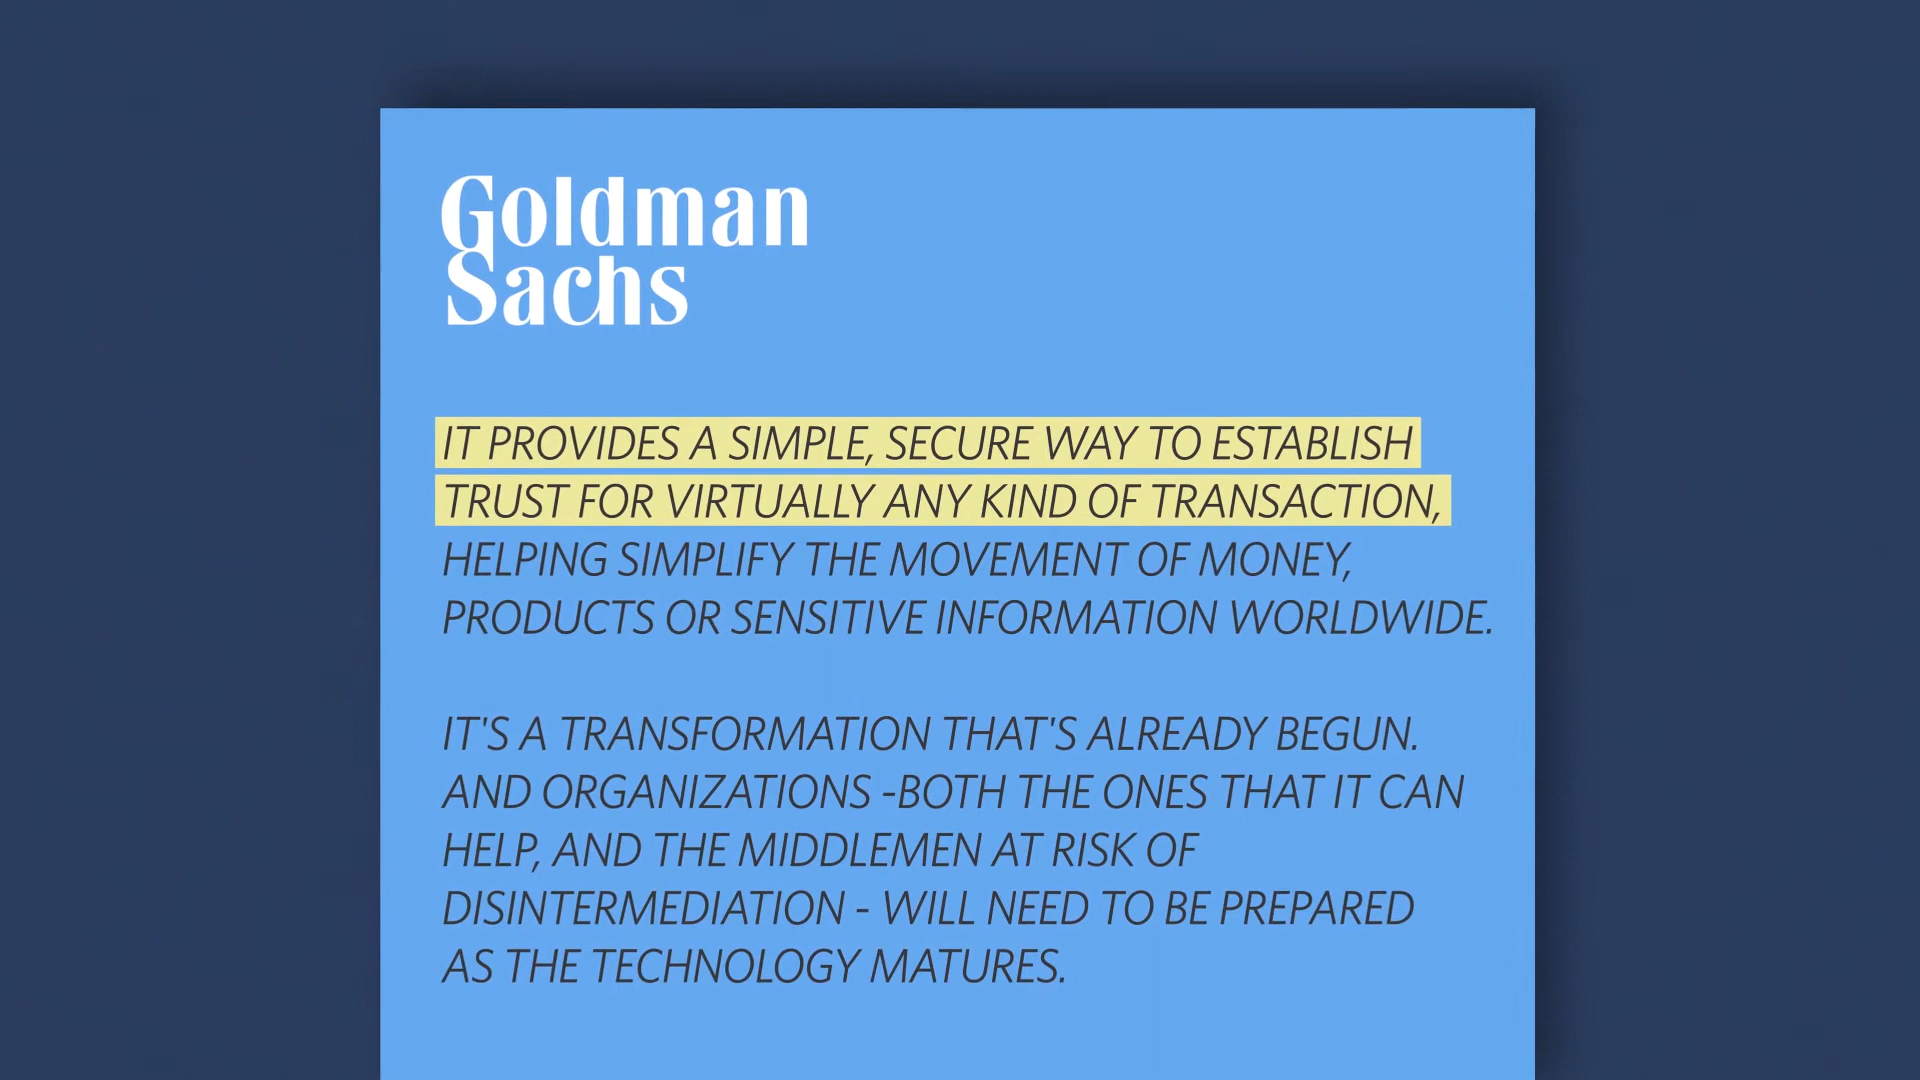 Goldman
Sachs
IT PROVIDES A SIMPLE, SECURE WAY TO ESTABLISH
TRUST FOR VIRTUALLY ANY KIND OF TRANSACTION,
HELPING SIMPLIFY THE MOVEMENT OF MONEY,
PRODUCTS OR SENSITIVE INFORMATION WORLDWIDE.
IT'S A TRANSFORMATION THAT'S ALREADY BEGUN.
AND ORGANIZATIONS -BOTH THE ONES THAT IT CAN
HELP, AND THE MIDDLEMEN AT RISK OF
DISINTERMEDIATION - WILL NEED TO BE PREPARED
AS THE TECHNOLOGY MATURES.